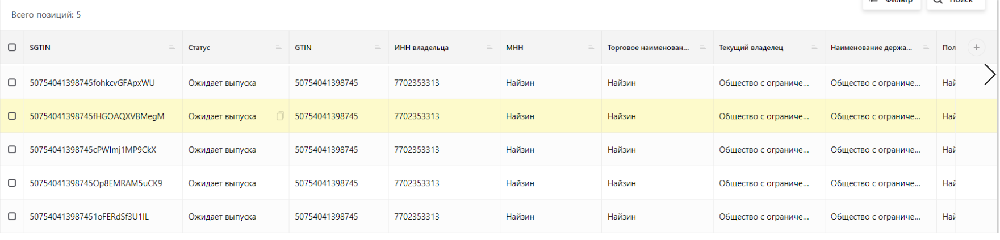 Фильтр Поиск
Всего позиций: 5
SGTIN Статус GTIN ИНН владельца МНН Торговое наименован... Текущий владелец Наименование держа... Пол
50754041398745fohkcvGFApxWU Ожидает выпуска 50754041398745 7702353313 Найзин Найзин Общество с ограниче... Общество с ограниче... Най
50754041398745fHGOAQXVBMegM Ожидает выпуска 50754041398745 7702353313 Найзин Найзин Общество с ограниче... Общество с ограниче... Най
50754041398745cPWImj1MP9CkX Ожидает выпуска 50754041398745 7702353313 Найзин Найзин Общество с ограниче... Общество с ограниче... Най
50754041398745Op8EMRAM5uCK9 Ожидает выпуска 50754041398745 7702353313 Найзин Найзин Общество с ограниче... Общество с ограниче... Най
507540413987451oFERdSf3U1IL Ожидает выпуска 50754041398745 7702353313 Найзин Найзин Общество с ограниче... Общество с ограниче... Най